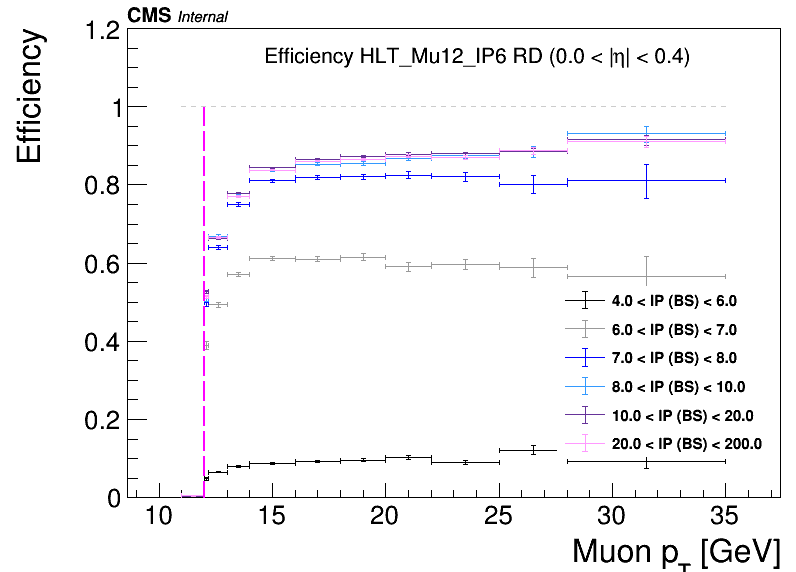 CMS Internal
Efficiency HLT_Mu12_IP6 RD (0.0 < |η| < 0.4)
Efficiency
1.2
1
0.8
0.6
0.4
0.2
0
4.0 < IP (BS) < 6.0
6.0 < IP (BS) < 7.0
7.0 < IP (BS) < 8.0
8.0 < IP (BS) < 10.0
10.0 < IP (BS) < 20.0
20.0 < IP (BS) < 200.0
10 15 20 25 30 35
Muon p_T [GeV]